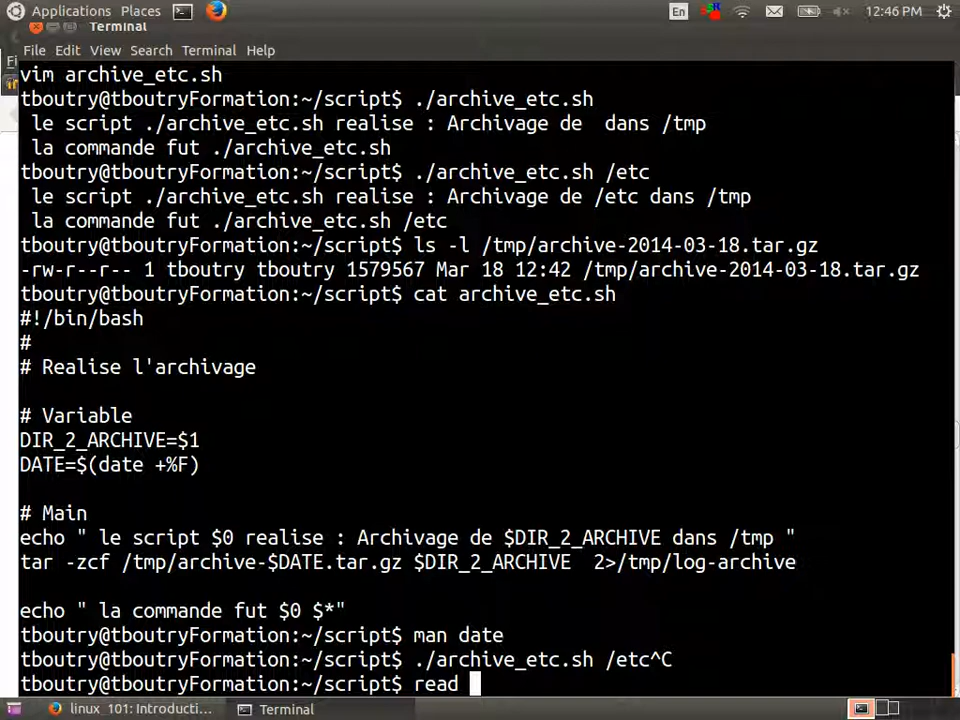 Applications Places En 12:46 PM
Terminal
File Edit View Search Terminal Help
vim archive_etc.sh
tboutry@tboutryFormation:~/script$ ./archive_etc.sh
 le script ./archive_etc.sh realise : Archivage de  dans /tmp
 la commande fut ./archive_etc.sh
tboutry@tboutryFormation:~/script$ ./archive_etc.sh /etc
 le script ./archive_etc.sh realise : Archivage de /etc dans /tmp
 la commande fut ./archive_etc.sh /etc
tboutry@tboutryFormation:~/script$ ls -l /tmp/archive-2014-03-18.tar.gz
-rw-r--r-- 1 tboutry tboutry 1579567 Mar 18 12:42 /tmp/archive-2014-03-18.tar.gz
tboutry@tboutryFormation:~/script$ cat archive_etc.sh
#!/bin/bash
#
# Realise l'archivage
# Variable
DIR_2_ARCHIVE=$1
DATE=$(date +%F)
# Main
echo " le script $0 realise : Archivage de $DIR_2_ARCHIVE dans /tmp "
tar -zcf /tmp/archive-$DATE.tar.gz $DIR_2_ARCHIVE  2>/tmp/log-archive
echo " la commande fut $0 $*"
tboutry@tboutryFormation:~/script$ man date
tboutry@tboutryFormation:~/script$ ./archive_etc.sh /etc^C
tboutry@tboutryFormation:~/script$ read
linux_101: Introducti... Terminal